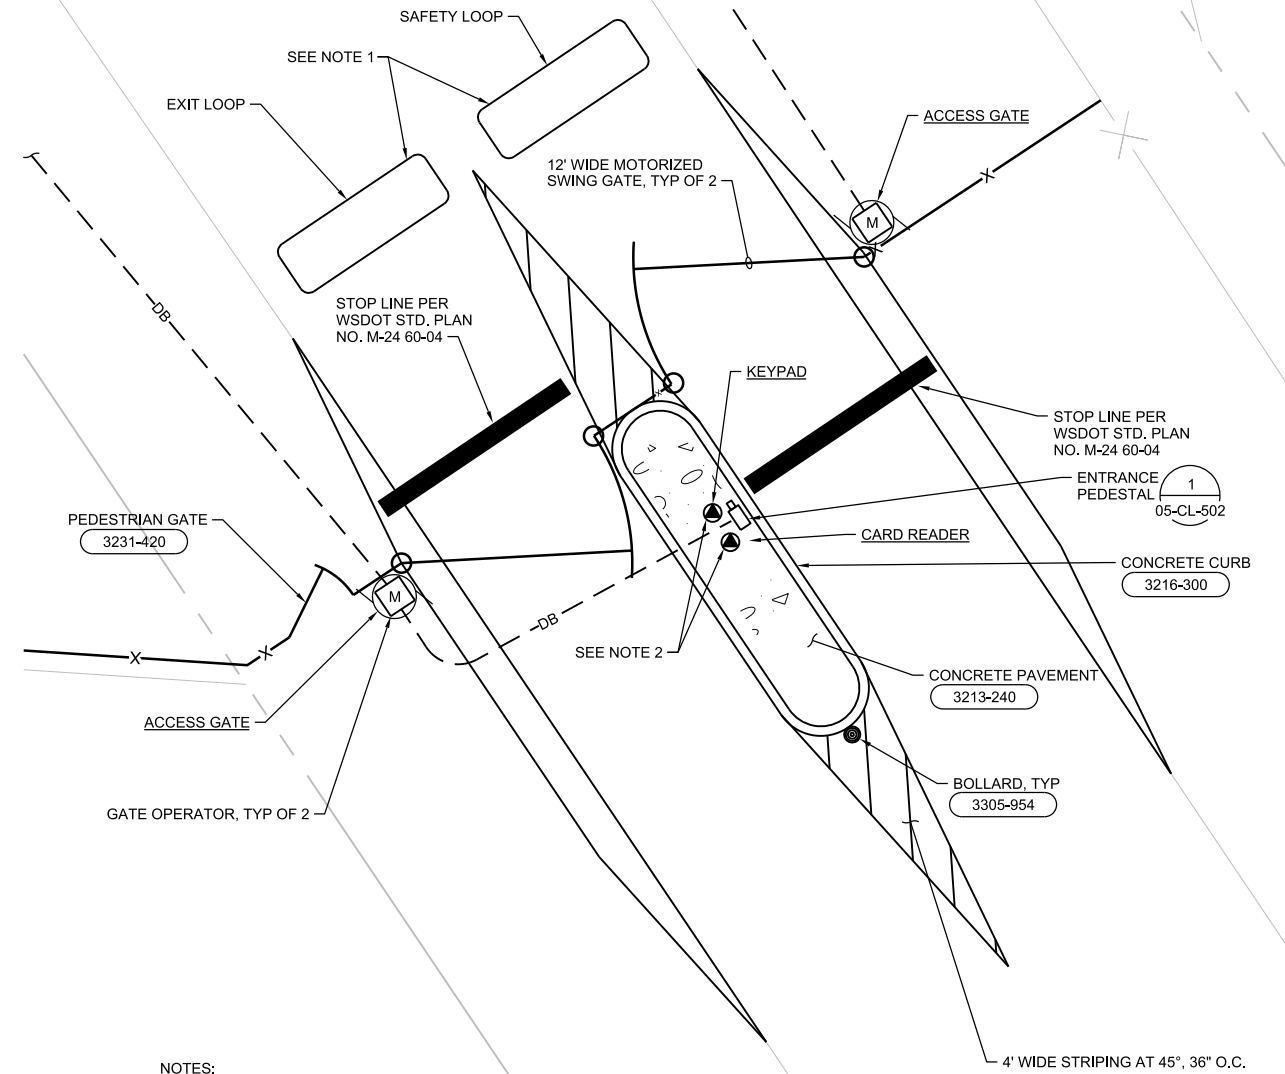 SAFETY LOOP
SEE NOTE 1
EXIT LOOP
ACCESS GATE
12' WIDE MOTORIZED
SWING GATE, TYP OF 2
X
M
X
DB
STOP LINE PER
WSDOT STD. PLAN
NO. M-24 60-04
KEYPAD
X
STOP LINE PER
WSDOT STD. PLAN
NO. M-24 60-04
ENTRANCE
PEDESTAL
1
05-CL-502
PEDESTRIAN GATE
3231-420
CARD READER
CONCRETE CURB
3216-300
M
DB
SEE NOTE 2
X
X
CONCRETE PAVEMENT
3213-240
ACCESS GATE
BOLLARD, TYP
3305-954
GATE OPERATOR, TYP OF 2
4' WIDE STRIPING AT 45°, 36" O.C.
NOTES: